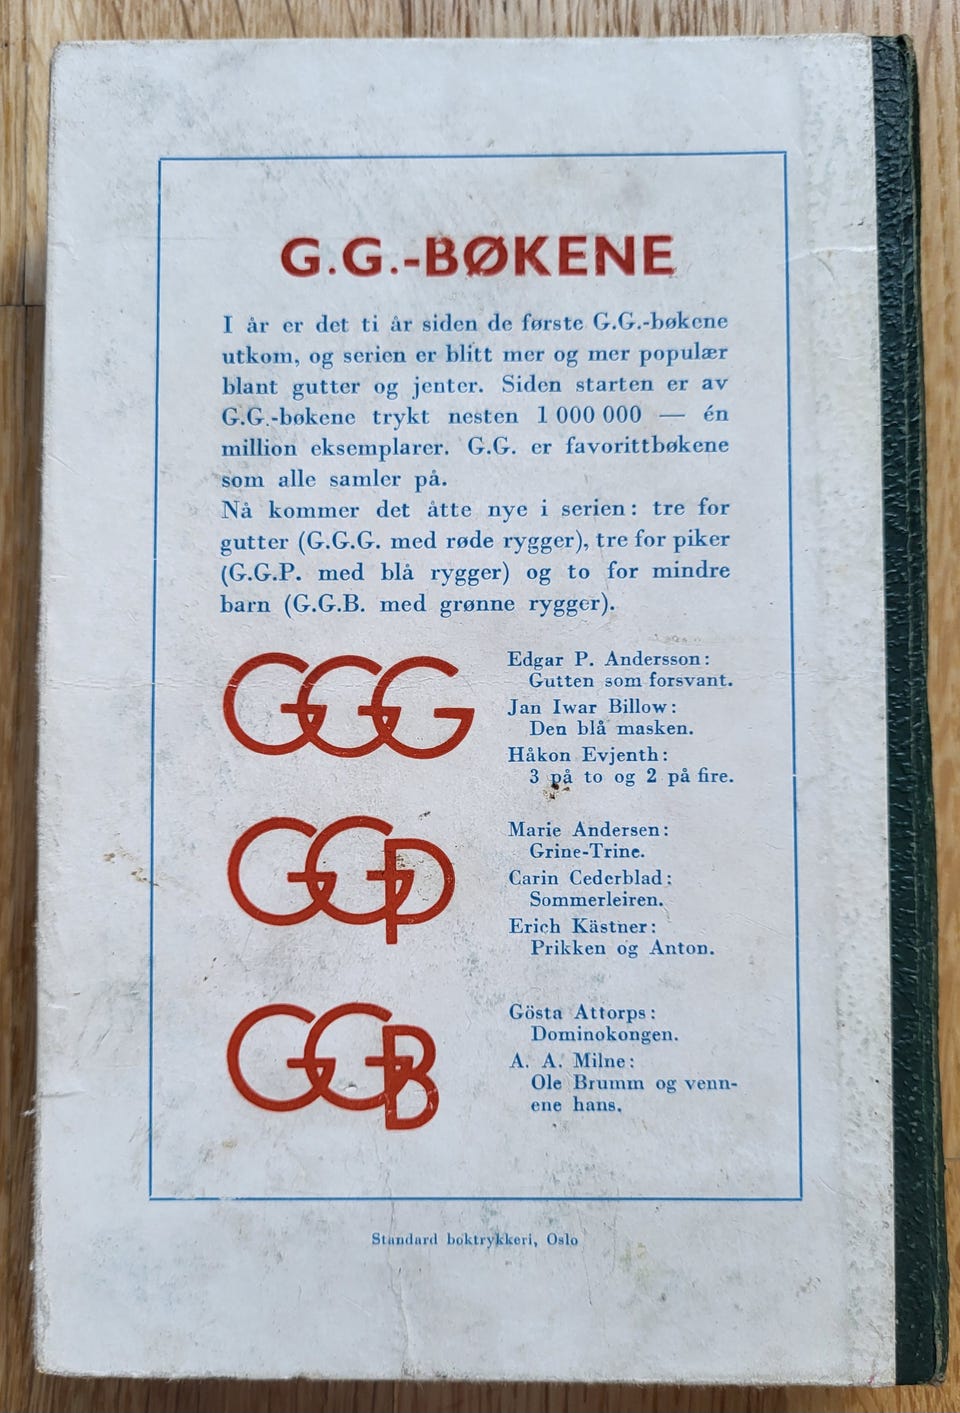 G.G.-BØKENE
I år er det ti år siden de første G.G.-bøkene
utkom, og serien er blitt mer og mer populær
blant gutter og jenter. Siden starten er av
G.G.-bøkene trykt nesten 1 000 000 — én
million eksemplarer. G.G. er favorittbøkene
som alle samler på.
Nå kommer det åtte nye i serien: tre for
gutter (G.G.G. med røde rygger), tre for piker
(G.G.P. med blå rygger) og to for mindre
barn (G.G.B. med grønne rygger).
GGG
Edgar P. Andersson:
Gutten som forsvant.
Jan Iwar Billow:
Den blå masken.
Håkon Evjenth:
3 på to og 2 på fire.
GGP
Marie Andersen:
Grine-Trine.
Carin Cederblad:
Sommerleiren.
Erich Kästner:
Prikken og Anton.
GGB
Gösta Attorps:
Dominokongen.
A. A. Milne:
Ole Brumm og venn-
ene hans.
Standard boktrykkeri, Oslo